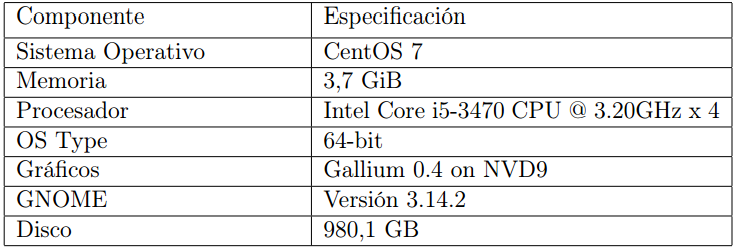 Componente Especificación
Sistema Operativo CentOS 7
Memoria 3,7 GiB
Procesador Intel Core i5-3470 CPU @ 3.20GHz x 4
OS Type 64-bit
Gráficos Gallium 0.4 on NVD9
GNOME Versión 3.14.2
Disco 980,1 GB